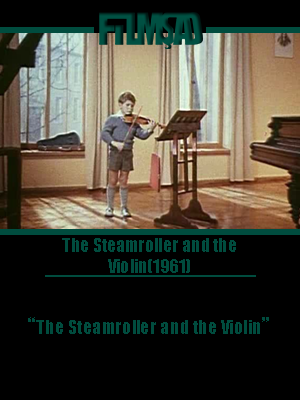 FILMSAD
The Steamroller and the
Violin(1961)
“The Steamroller and the Violin”